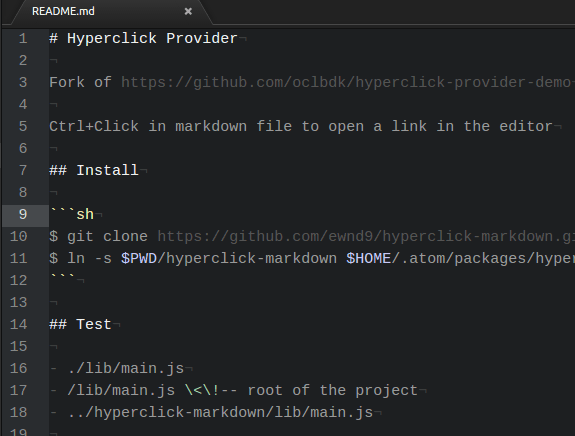 README.md ×
1 # Hyperclick Provider¬
2 ¬
3 Fork of https://github.com/oclbdk/hyperclick-provider-demo
4 ¬
5 Ctrl+Click in markdown file to open a link in the editor¬
6 ¬
7 ## Install¬
8 ¬
9 ```sh¬
10 $ git clone https://github.com/ewnd9/hyperclick-markdown.gi
11 $ ln -s $PWD/hyperclick-markdown $HOME/.atom/packages/hyper
12 ```¬
13 ¬
14 ## Test¬
15 ¬
16 - ./lib/main.js¬
17 - /lib/main.js \<\!-- root of the project¬
18 - ../hyperclick-markdown/lib/main.js¬
19 ¬